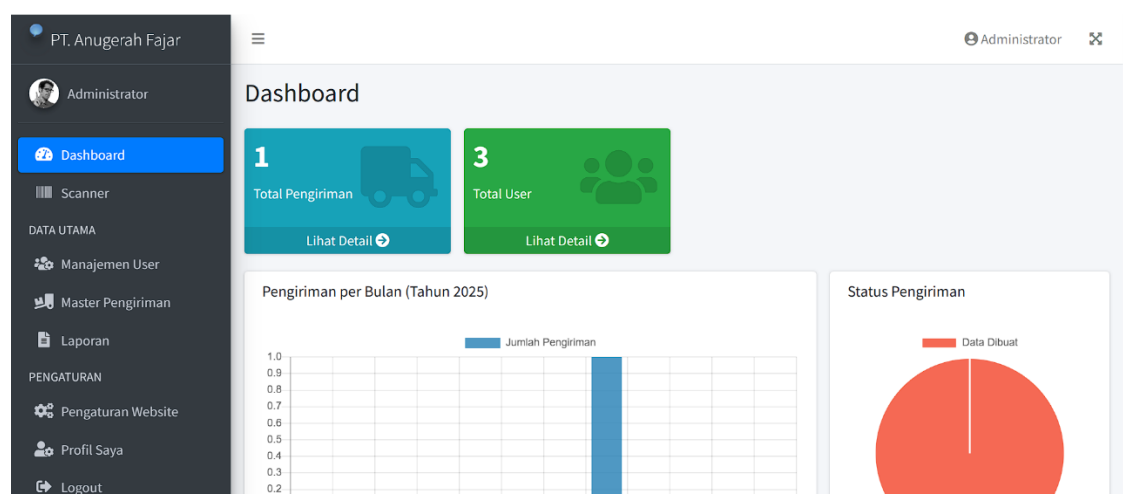 PT. Anugerah Fajar
Administrator
Dashboard
Scanner
DATA UTAMA
Manajemen User
Master Pengiriman
Laporan
PENGATURAN
Pengaturan Website
Profil Saya
Logout
Administrator
Dashboard
1
Total Pengiriman
Lihat Detail
3
Total User
Lihat Detail
Pengiriman per Bulan (Tahun 2025)
Jumlah Pengiriman
1.0
0.9
0.8
0.7
0.6
0.5
0.4
0.3
0.2
Status Pengiriman
Data Dibuat